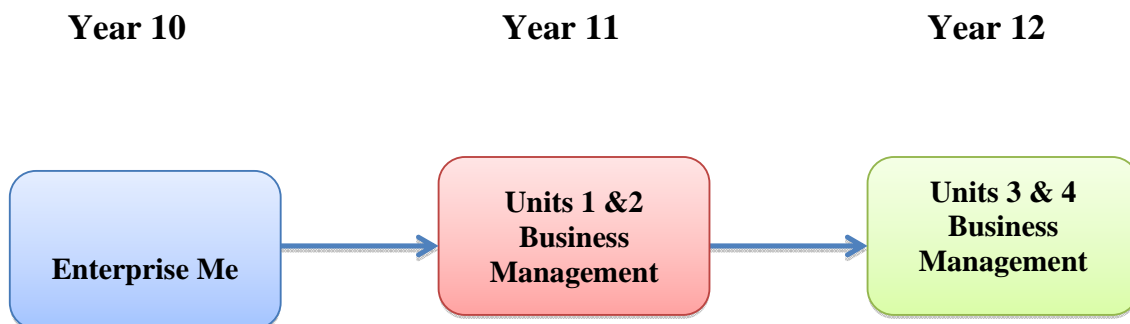 Year 10
Year 11
Year 12
Enterprise Me
Units 1 &2
Business
Management
Units 3 & 4
Business
Management